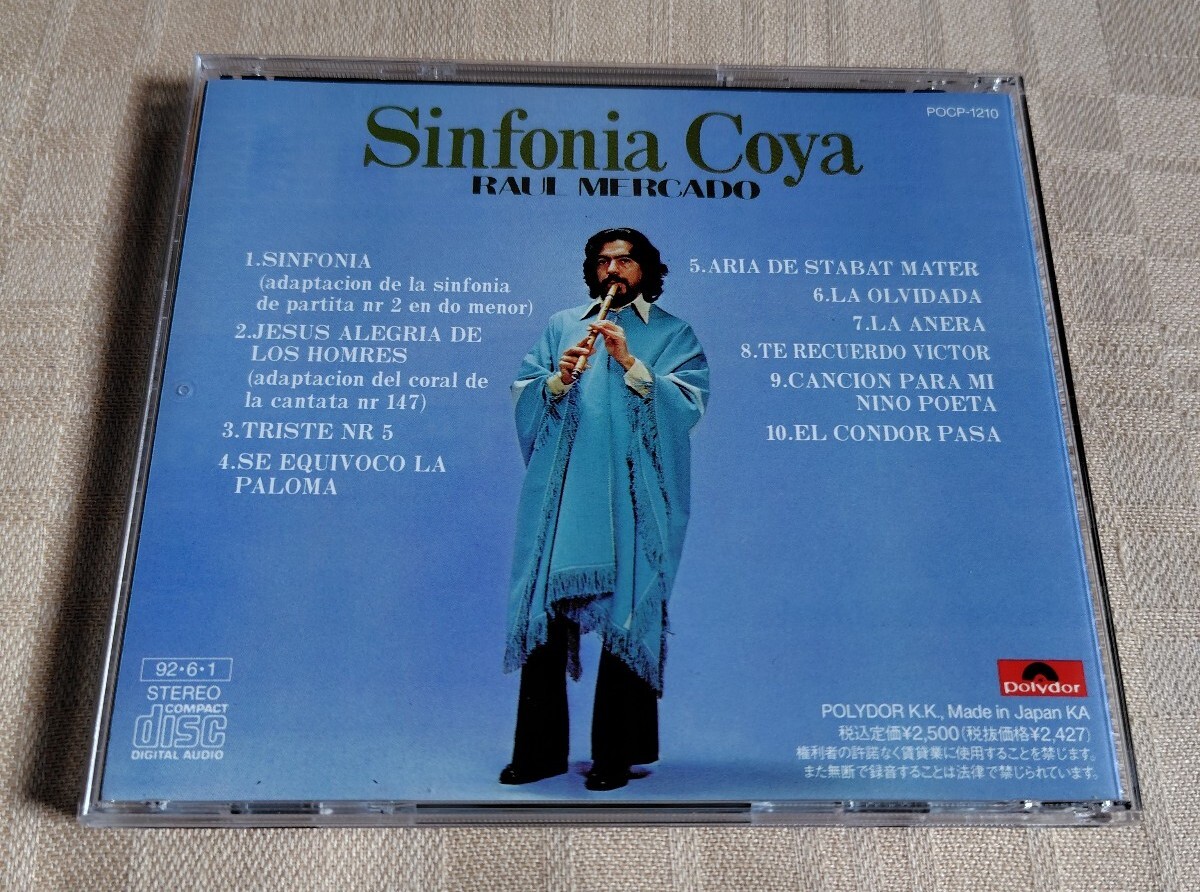 Sinfonia Coya
RAUL MERCADO
POCP-1210
1.SINFONIA
(adaptacion de la sinfonia
de partita nr 2 en do menor)
2.JESUS ALEGRIA DE
LOS HOMRES
(adaptacion del coral de
la cantata nr 147)
3.TRISTE NR 5
4.SE EQUIVOCO LA
PALOMA
5.ARIA DE STABAT MATER
6.LA OLVIDADA
7.LA ANERA
8.TE RECUERDO VICTOR
9.CANCION PARA MI
NINO POETA
10.EL CONDOR PASA
92・6・1
STEREO
COMPACT
disc
DIGITAL AUDIO
polydor
POLYDOR K.K., Made in Japan KA
税込定価¥2,500(税抜価格¥2,427)
権利者の許諾なく賃貸業に使用することを禁じます。
また無断で録音することは法律で禁じられています。